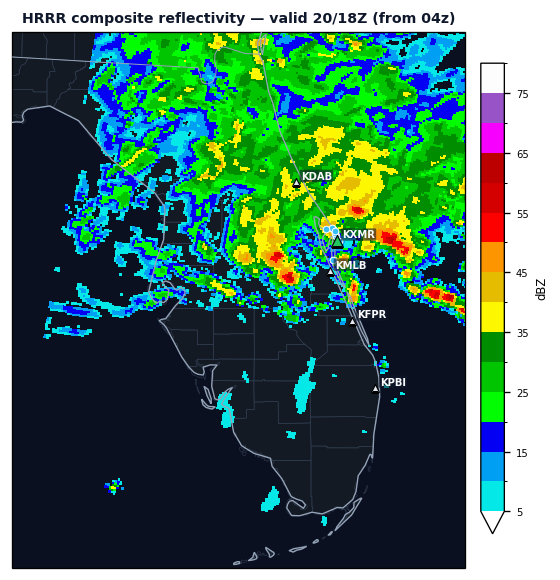 HRRR composite reflectivity — valid 20/18Z (from 04z)
KDAB
KXMR
KMLB
KFPR
KPBI
75
65
55
45
35
25
15
5
dBZ